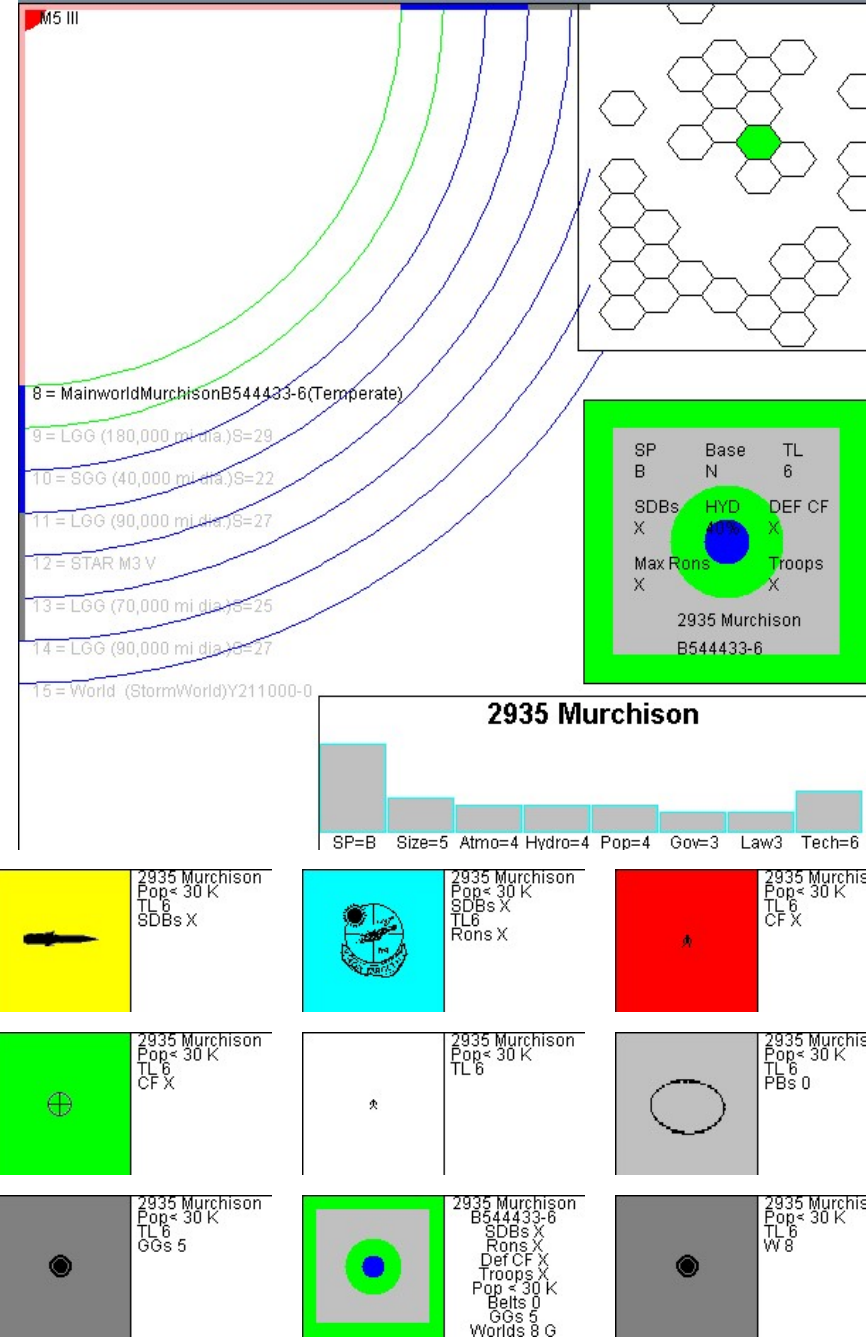 M5 III
8 = MainworldMurchisonB544433-6(Temperate)
9 = LGG (180,000 mi dia.)S=29
10 = SGG (40,000 mi dia.)S=22
11 = LGG (90,000 mi dia.)S=27
12 = STAR M3 V
13 = LGG (70,000 mi dia.)S=25
14 = LGG (90,000 mi dia.)S=27
15 = World (StormWorld)Y211000-0
SP Base TL
B N 6
SDBs HYD DEF CF
X 40% X
Max Rons Troops
X X
2935 Murchison
B544433-6
2935 Murchison
SP=B Size=5 Atmo=4 Hydro=4 Pop=4 Gov=3 Law3 Tech=6
2935 Murchison
Pop< 30 K
TL 6
SDBs X
2935 Murchison
Pop< 30 K
SDBs X
TL6
Rons X
2935 Murchis
Pop< 30 K
TL 6
CF X
2935 Murchison
Pop< 30 K
TL 6
CF X
2935 Murchison
Pop< 30 K
TL 6
2935 Murchis
Pop< 30 K
TL 6
PBs 0
2935 Murchison
Pop< 30 K
TL 6
GGs 5
2935 Murchison
B544433-6
SDBs X
Rons X
Def CF X
Troops X
Pop < 30 K
Belts 0
GGs 5
Worlds 8 G
2935 Murchis
Pop< 30 K
TL 6
W 8